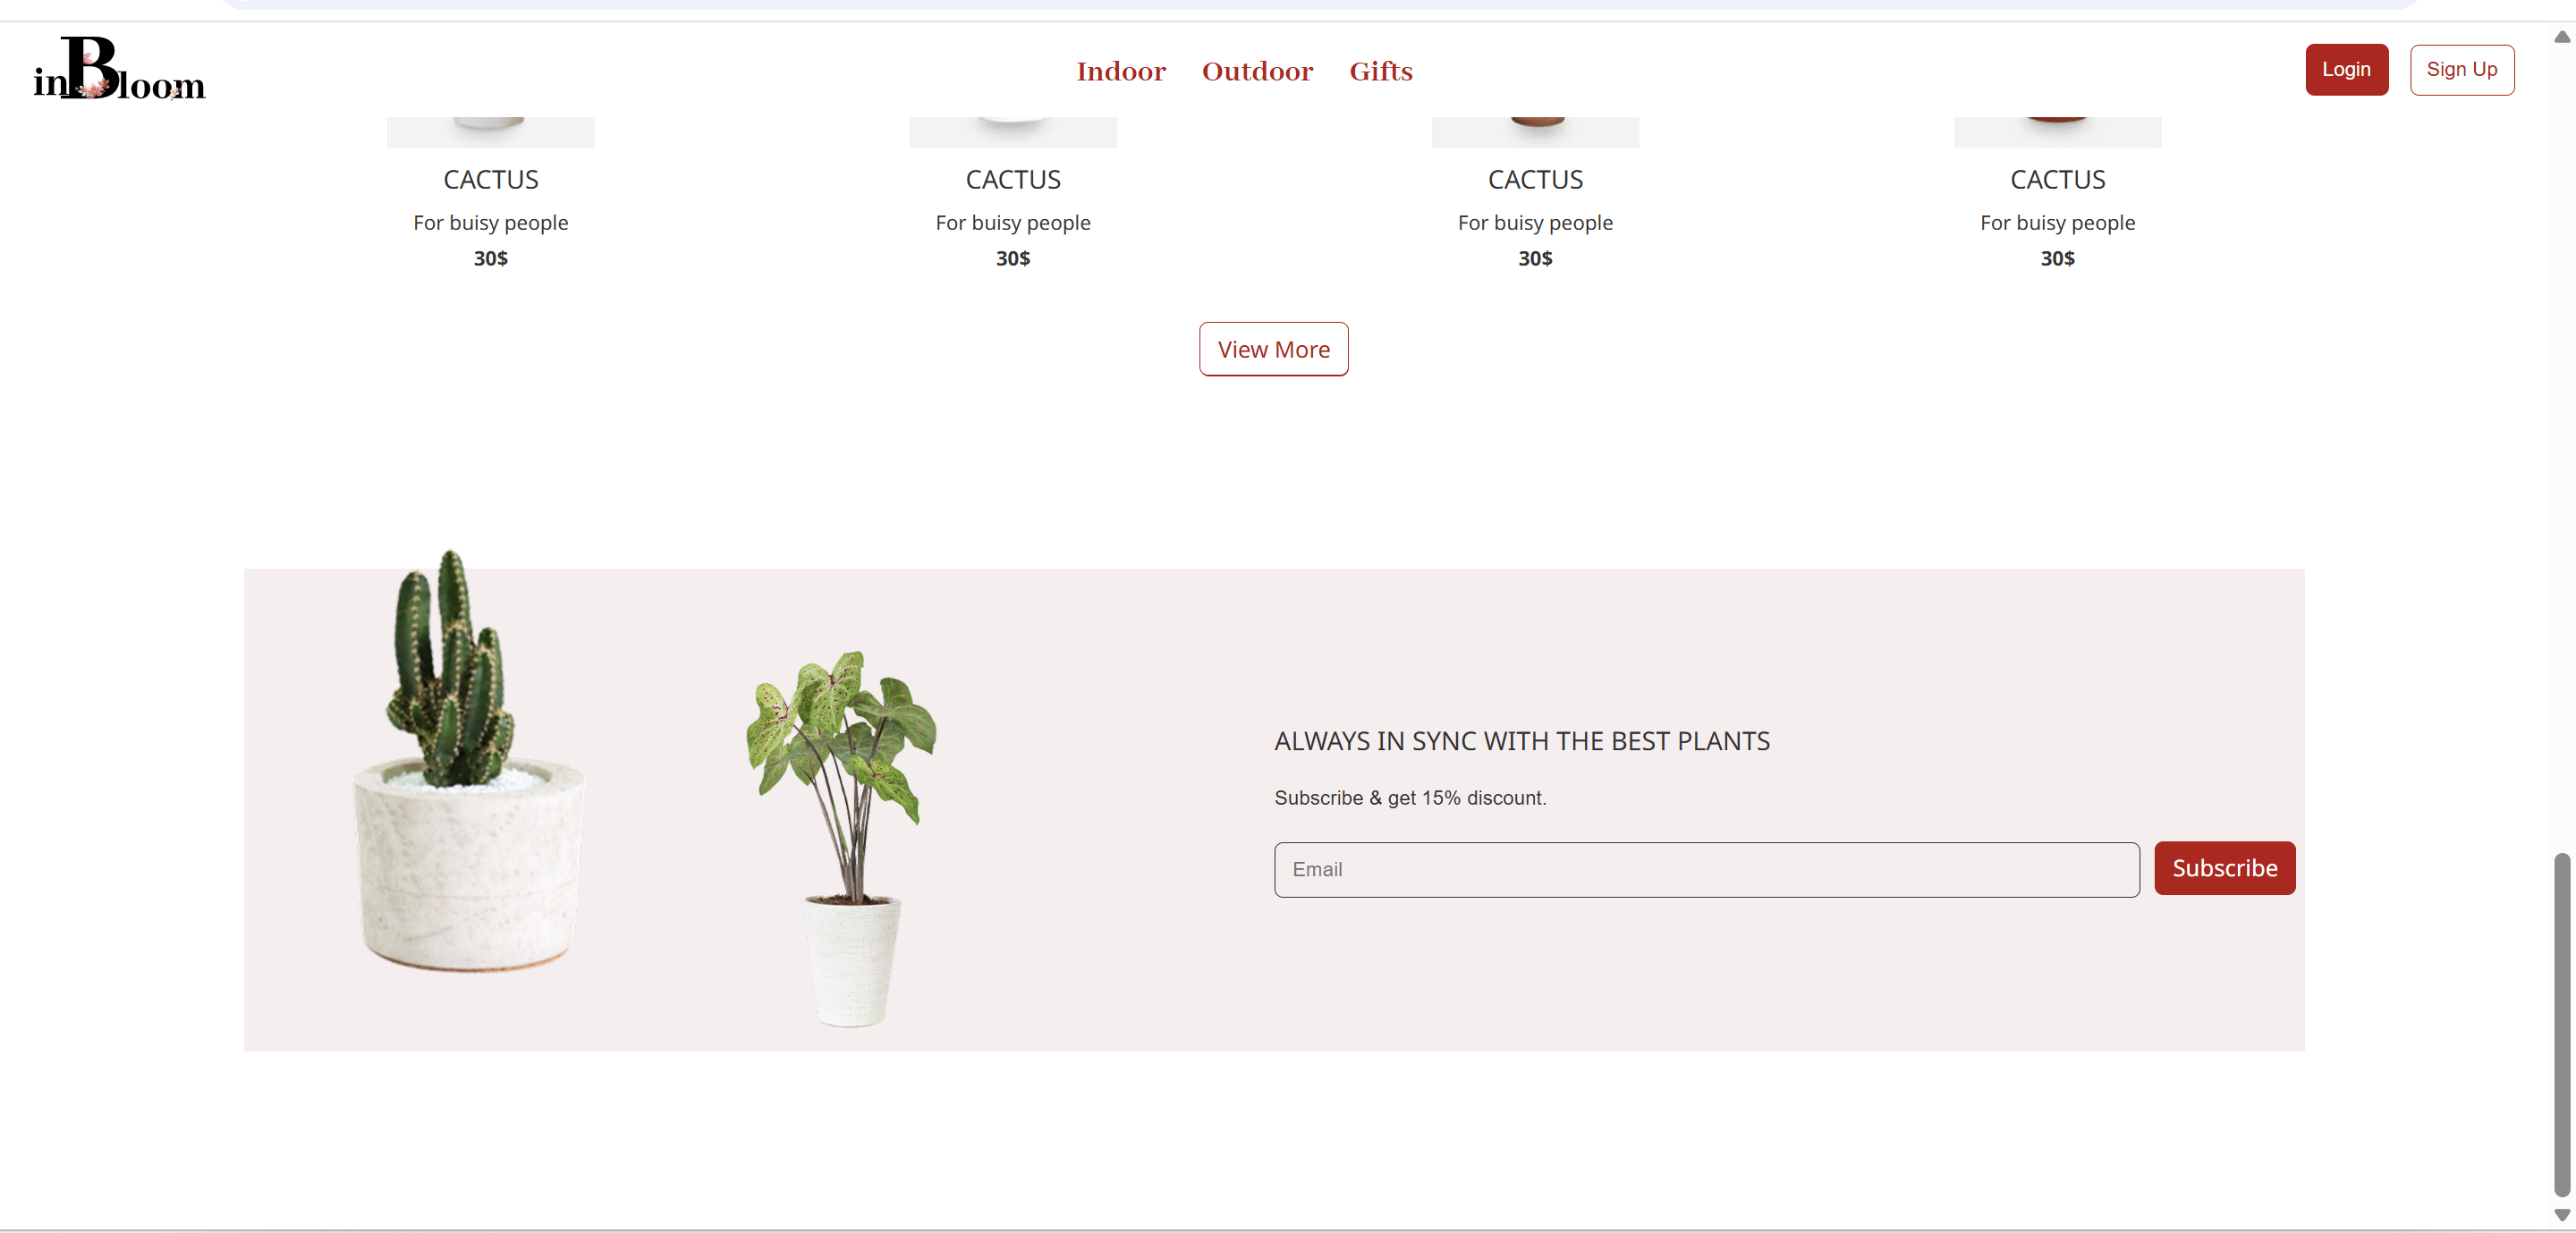 inBloom
Indoor Outdoor Gifts
Login Sign Up
CACTUS CACTUS CACTUS CACTUS
For buisy people For buisy people For buisy people For buisy people
30$ 30$ 30$ 30$
View More
ALWAYS IN SYNC WITH THE BEST PLANTS
Subscribe & get 15% discount.
Email Subscribe